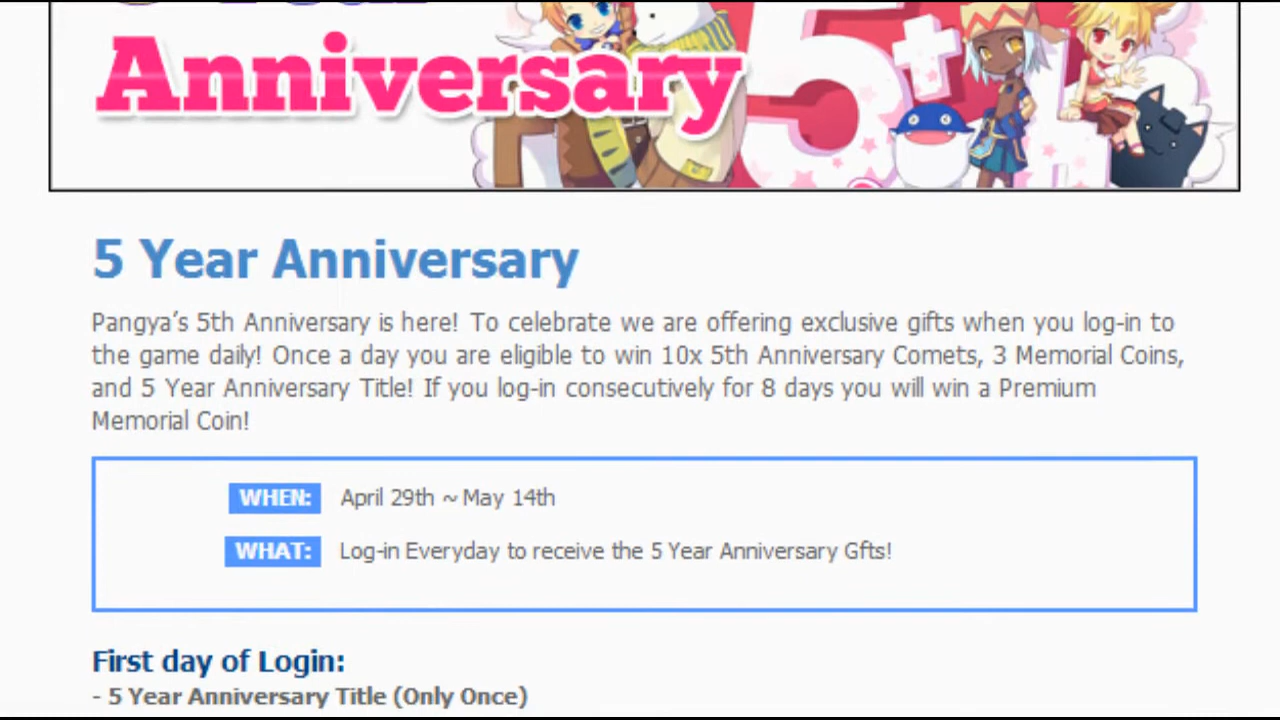 Anniversary
5th
5 Year Anniversary
Pangya’s 5th Anniversary is here! To celebrate we are offering exclusive gifts when you log-in to
the game daily! Once a day you are eligible to win 10x 5th Anniversary Comets, 3 Memorial Coins,
and 5 Year Anniversary Title! If you log-in consecutively for 8 days you will win a Premium
Memorial Coin!
WHEN: April 29th ~ May 14th
WHAT: Log-in Everyday to receive the 5 Year Anniversary Gfts!
First day of Login:
- 5 Year Anniversary Title (Only Once)